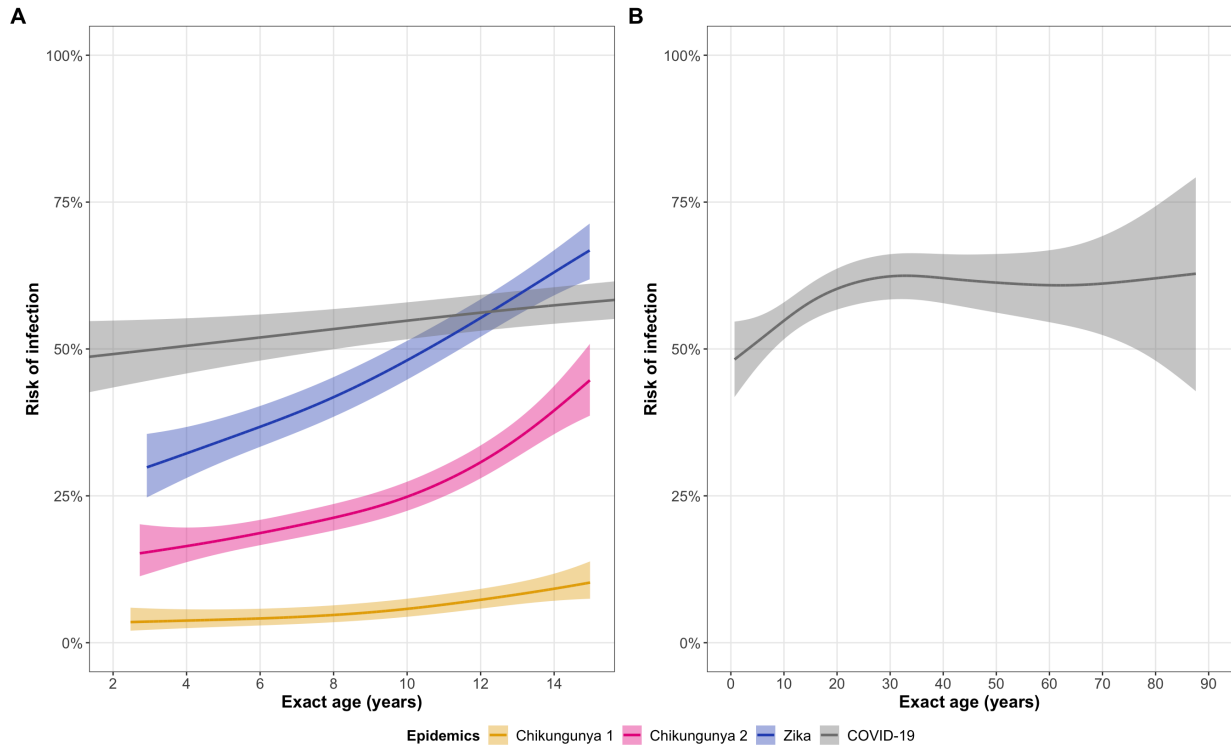 A
B
100%
75%
50%
25%
0%
Risk of infection
2 4 6 8 10 12 14
Exact age (years)
100%
75%
50%
25%
0%
Risk of infection
0 10 20 30 40 50 60 70 80 90
Exact age (years)
Epidemics Chikungunya 1 Chikungunya 2 Zika COVID-19